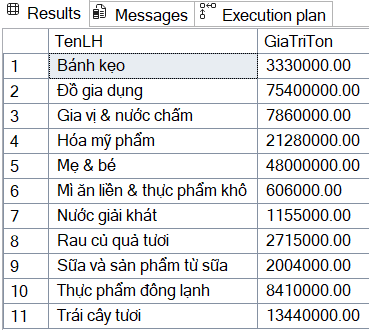 Results Messages Execution plan
TenLH GiaTriTon
1 Bánh kẹo 3330000.00
2 Đồ gia dụng 75400000.00
3 Gia vị & nước chấm 7860000.00
4 Hóa mỹ phẩm 21280000.00
5 Mẹ & bé 48000000.00
6 Mì ăn liền & thực phẩm khô 606000.00
7 Nước giải khát 1155000.00
8 Rau củ quả tươi 2715000.00
9 Sữa và sản phẩm từ sữa 2004000.00
10 Thực phẩm đông lạnh 8410000.00
11 Trái cây tươi 13440000.00